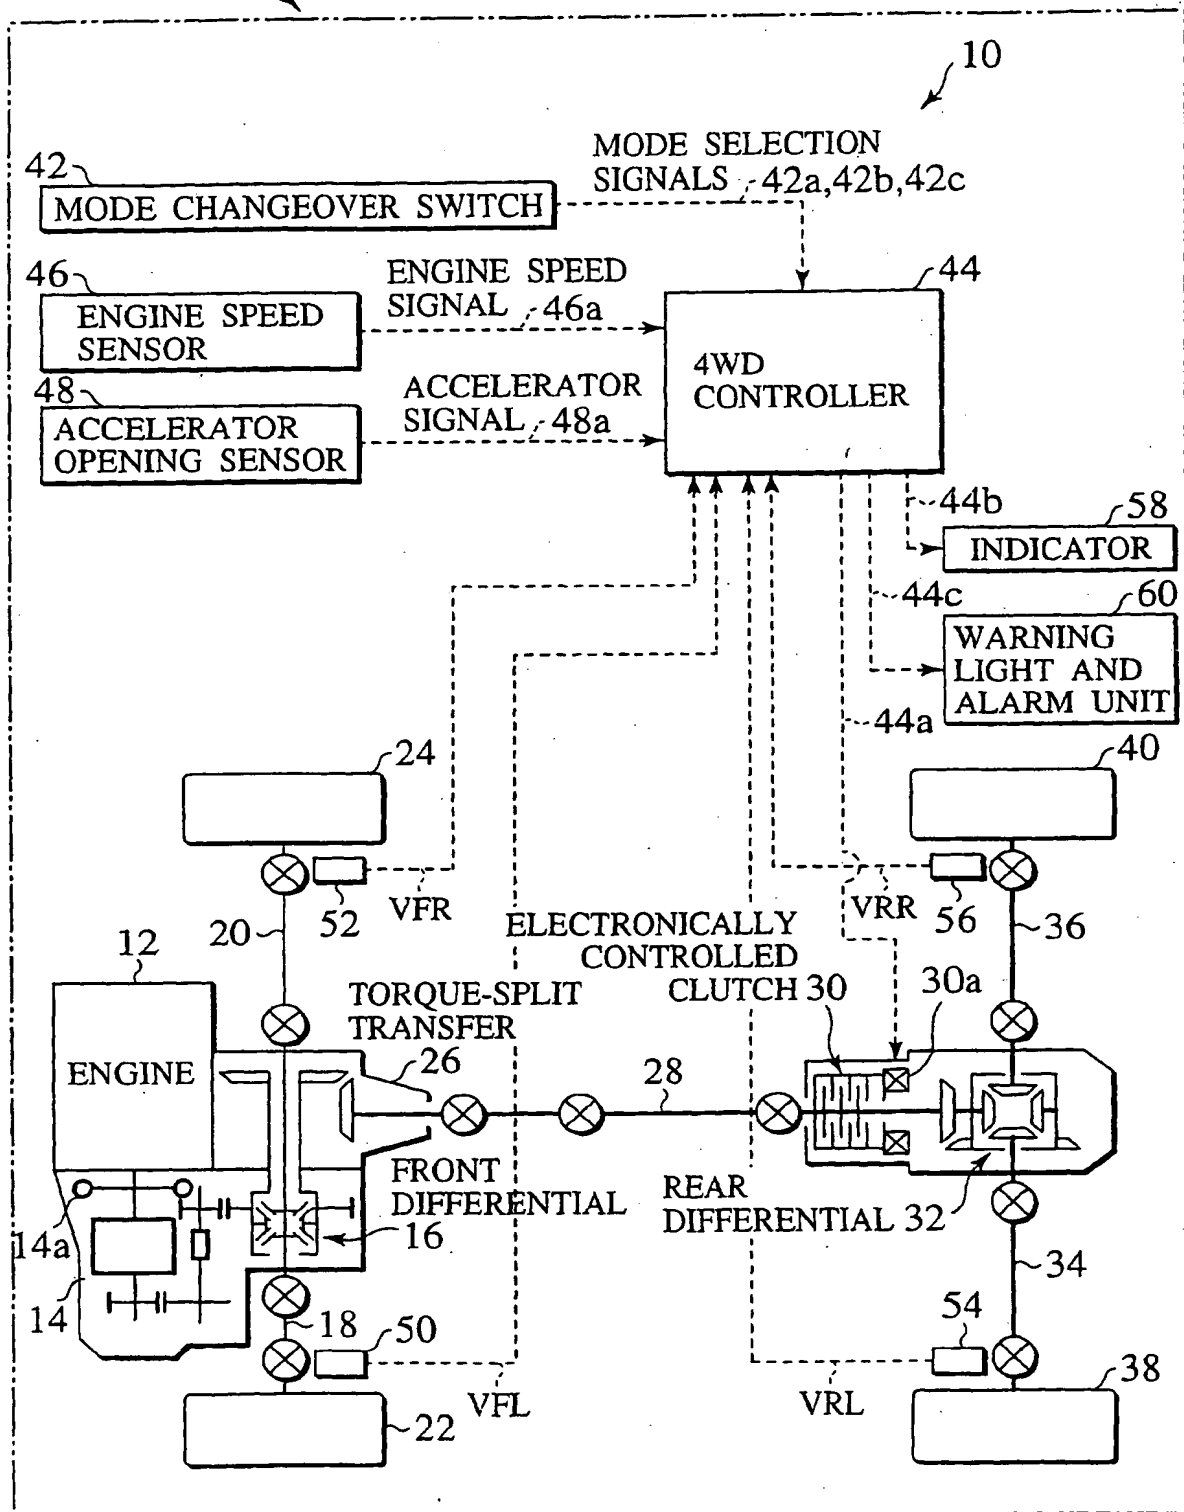 10
MODE SELECTION
SIGNALS 42a,42b,42c
42
MODE CHANGEOVER SWITCH
46
ENGINE SPEED
SENSOR
ENGINE SPEED
SIGNAL 46a
44
4WD
CONTROLLER
48
ACCELERATOR
OPENING SENSOR
ACCELERATOR
SIGNAL 48a
44b
58
INDICATOR
44c
60
WARNING
LIGHT AND
ALARM UNIT
44a
24
40
52
VFR
VRR
56
20
36
ELECTRONICALLY
CONTROLLED
CLUTCH 30
30a
12
ENGINE
TORQUE-SPLIT
TRANSFER
26
28
FRONT
DIFFERENTIAL
16
REAR
DIFFERENTIAL 32
14a
14
34
18
50
54
VFL
VRL
22
38